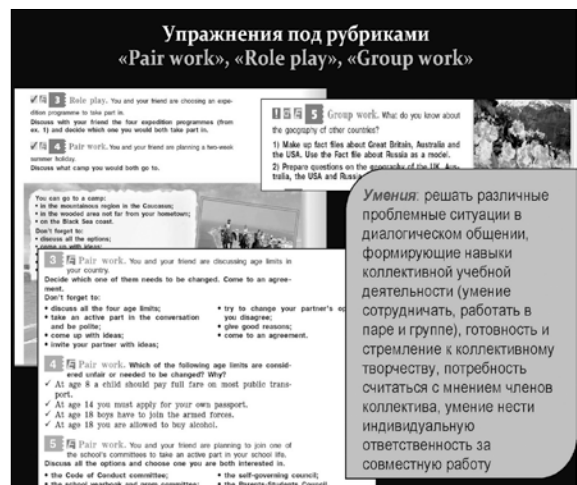 Упражнения под рубриками
«Pair work», «Role play», «Group work»
3 Role play. You and your friend are choosing an expe-
dition programme to take part in.
Discuss with your friend the four expedition programmes (from
ex. 1) and decide which one you would both take part in.
4 Pair work. You and your friend are planning a two-week
summer holiday.
Discuss what camp you would both go to.
You can go to a camp:
• in the mountainous region in the Caucasus;
• in the wooded area not far from your hometown;
• on the Black Sea coast.
Don't forget to:
• discuss all the options;
• come up with ideas;
5 Group work. What do you know about
the geography of other countries?
1) Make up fact files about Great Britain, Australia and
the USA. Use the Fact file about Russia as a model.
2) Prepare questions on the geography of the UK, Aus-
tralia, the USA and Russia
3 Pair work. You and your friend are discussing age limits in
your country.
Decide which one of them needs to be changed. Come to an agree-
ment.
Don't forget to:
• discuss all the four age limits;
• take an active part in the conversation
and be polite;
• come up with ideas;
• invite your partner with ideas;
• try to change your partner's
you disagree;
• give good reasons;
• come to an agreement.
4 Pair work. Which of the following age limits are consid-
ered unfair or needed to be changed? Why?
✓ At age 8 a child should pay full fare on most public trans-
port.
✓ At age 14 you must apply for your own passport.
✓ At age 18 boys have to join the armed forces.
✓ At age 18 you are allowed to buy alcohol.
5 Pair work. You and your friend are planning to join one of
the school's committees to take an active part in your school life.
Discuss all the options and choose one you are both interested in.
• the Code of Conduct committee;
• the self-governing council;
Умения: решать различные
проблемные ситуации в
диалогическом общении,
формирующие навыки
коллективной учебной
деятельности (умение
сотрудничать, работать в
паре и группе), готовность и
стремление к коллективному
творчеству, потребность
считаться с мнением членов
коллектива, умение нести
индивидуальную
ответственность за
совместную работу